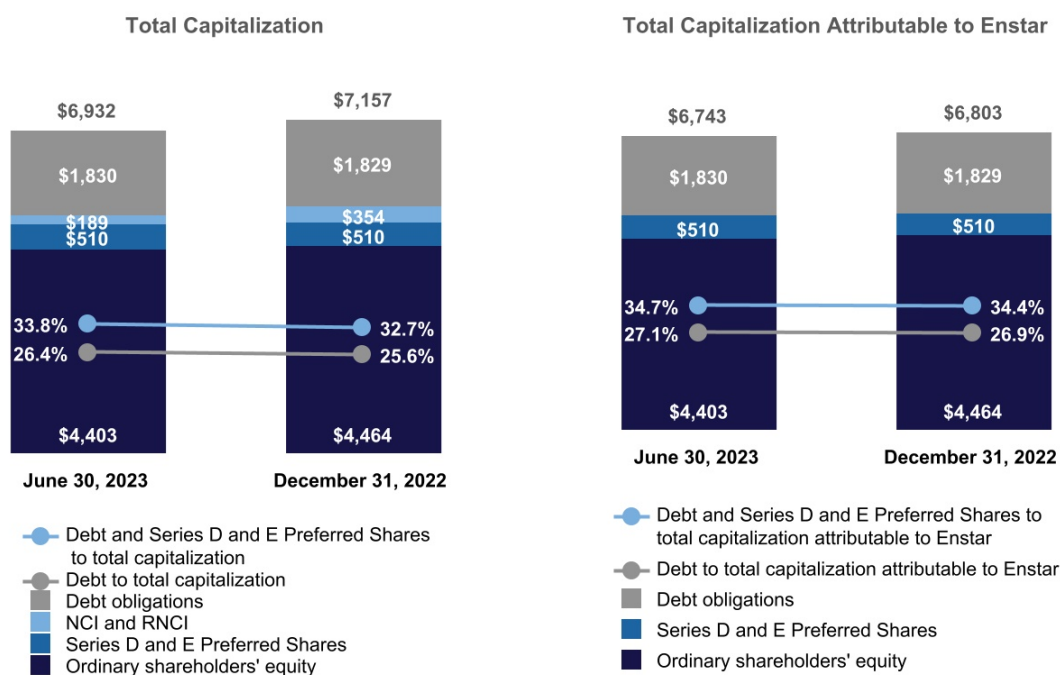 Total Capitalization
$6,932
$7,157
$1,830
$1,829
$189
$354
$510
$510
33.8%
32.7%
26.4%
25.6%
$4,403
$4,464
June 30, 2023
December 31, 2022
Debt and Series D and E Preferred Shares
to total capitalization
Debt to total capitalization
Debt obligations
NCI and RNCI
Series D and E Preferred Shares
Ordinary shareholders' equity
Total Capitalization Attributable to Enstar
$6,743
$6,803
$1,830
$1,829
$510
$510
34.7%
34.4%
27.1%
26.9%
$4,403
$4,464
June 30, 2023
December 31, 2022
Debt and Series D and E Preferred Shares to
total capitalization attributable to Enstar
Debt to total capitalization attributable to Enstar
Debt obligations
Series D and E Preferred Shares
Ordinary shareholders' equity